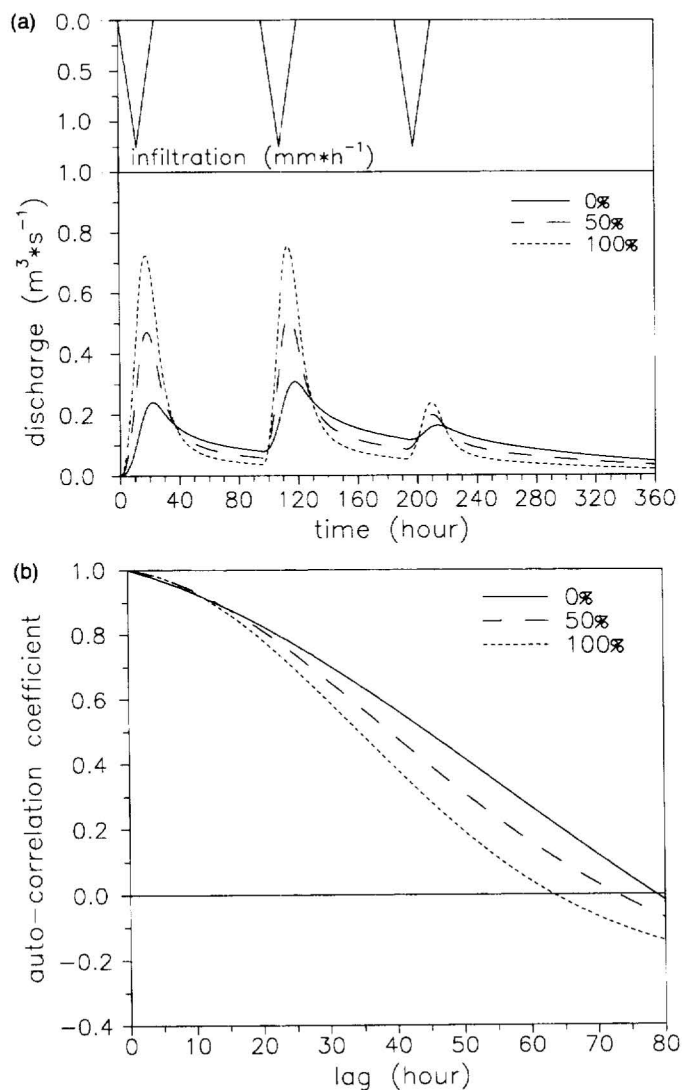 (a)
0.0
0.5
1.0
infiltration (mm*h⁻¹)
1.0
0.8
0.6
0.4
0.2
0.0
discharge (m³*s⁻¹)
0%
50%
100%
0 40 80 120 160 200 240 280 320 360
time (hour)
(b)
1.0
0.8
0.6
0.4
0.2
0.0
−0.2
−0.4
auto−correlation coefficient
0%
50%
100%
0 10 20 30 40 50 60 70 80
lag (hour)